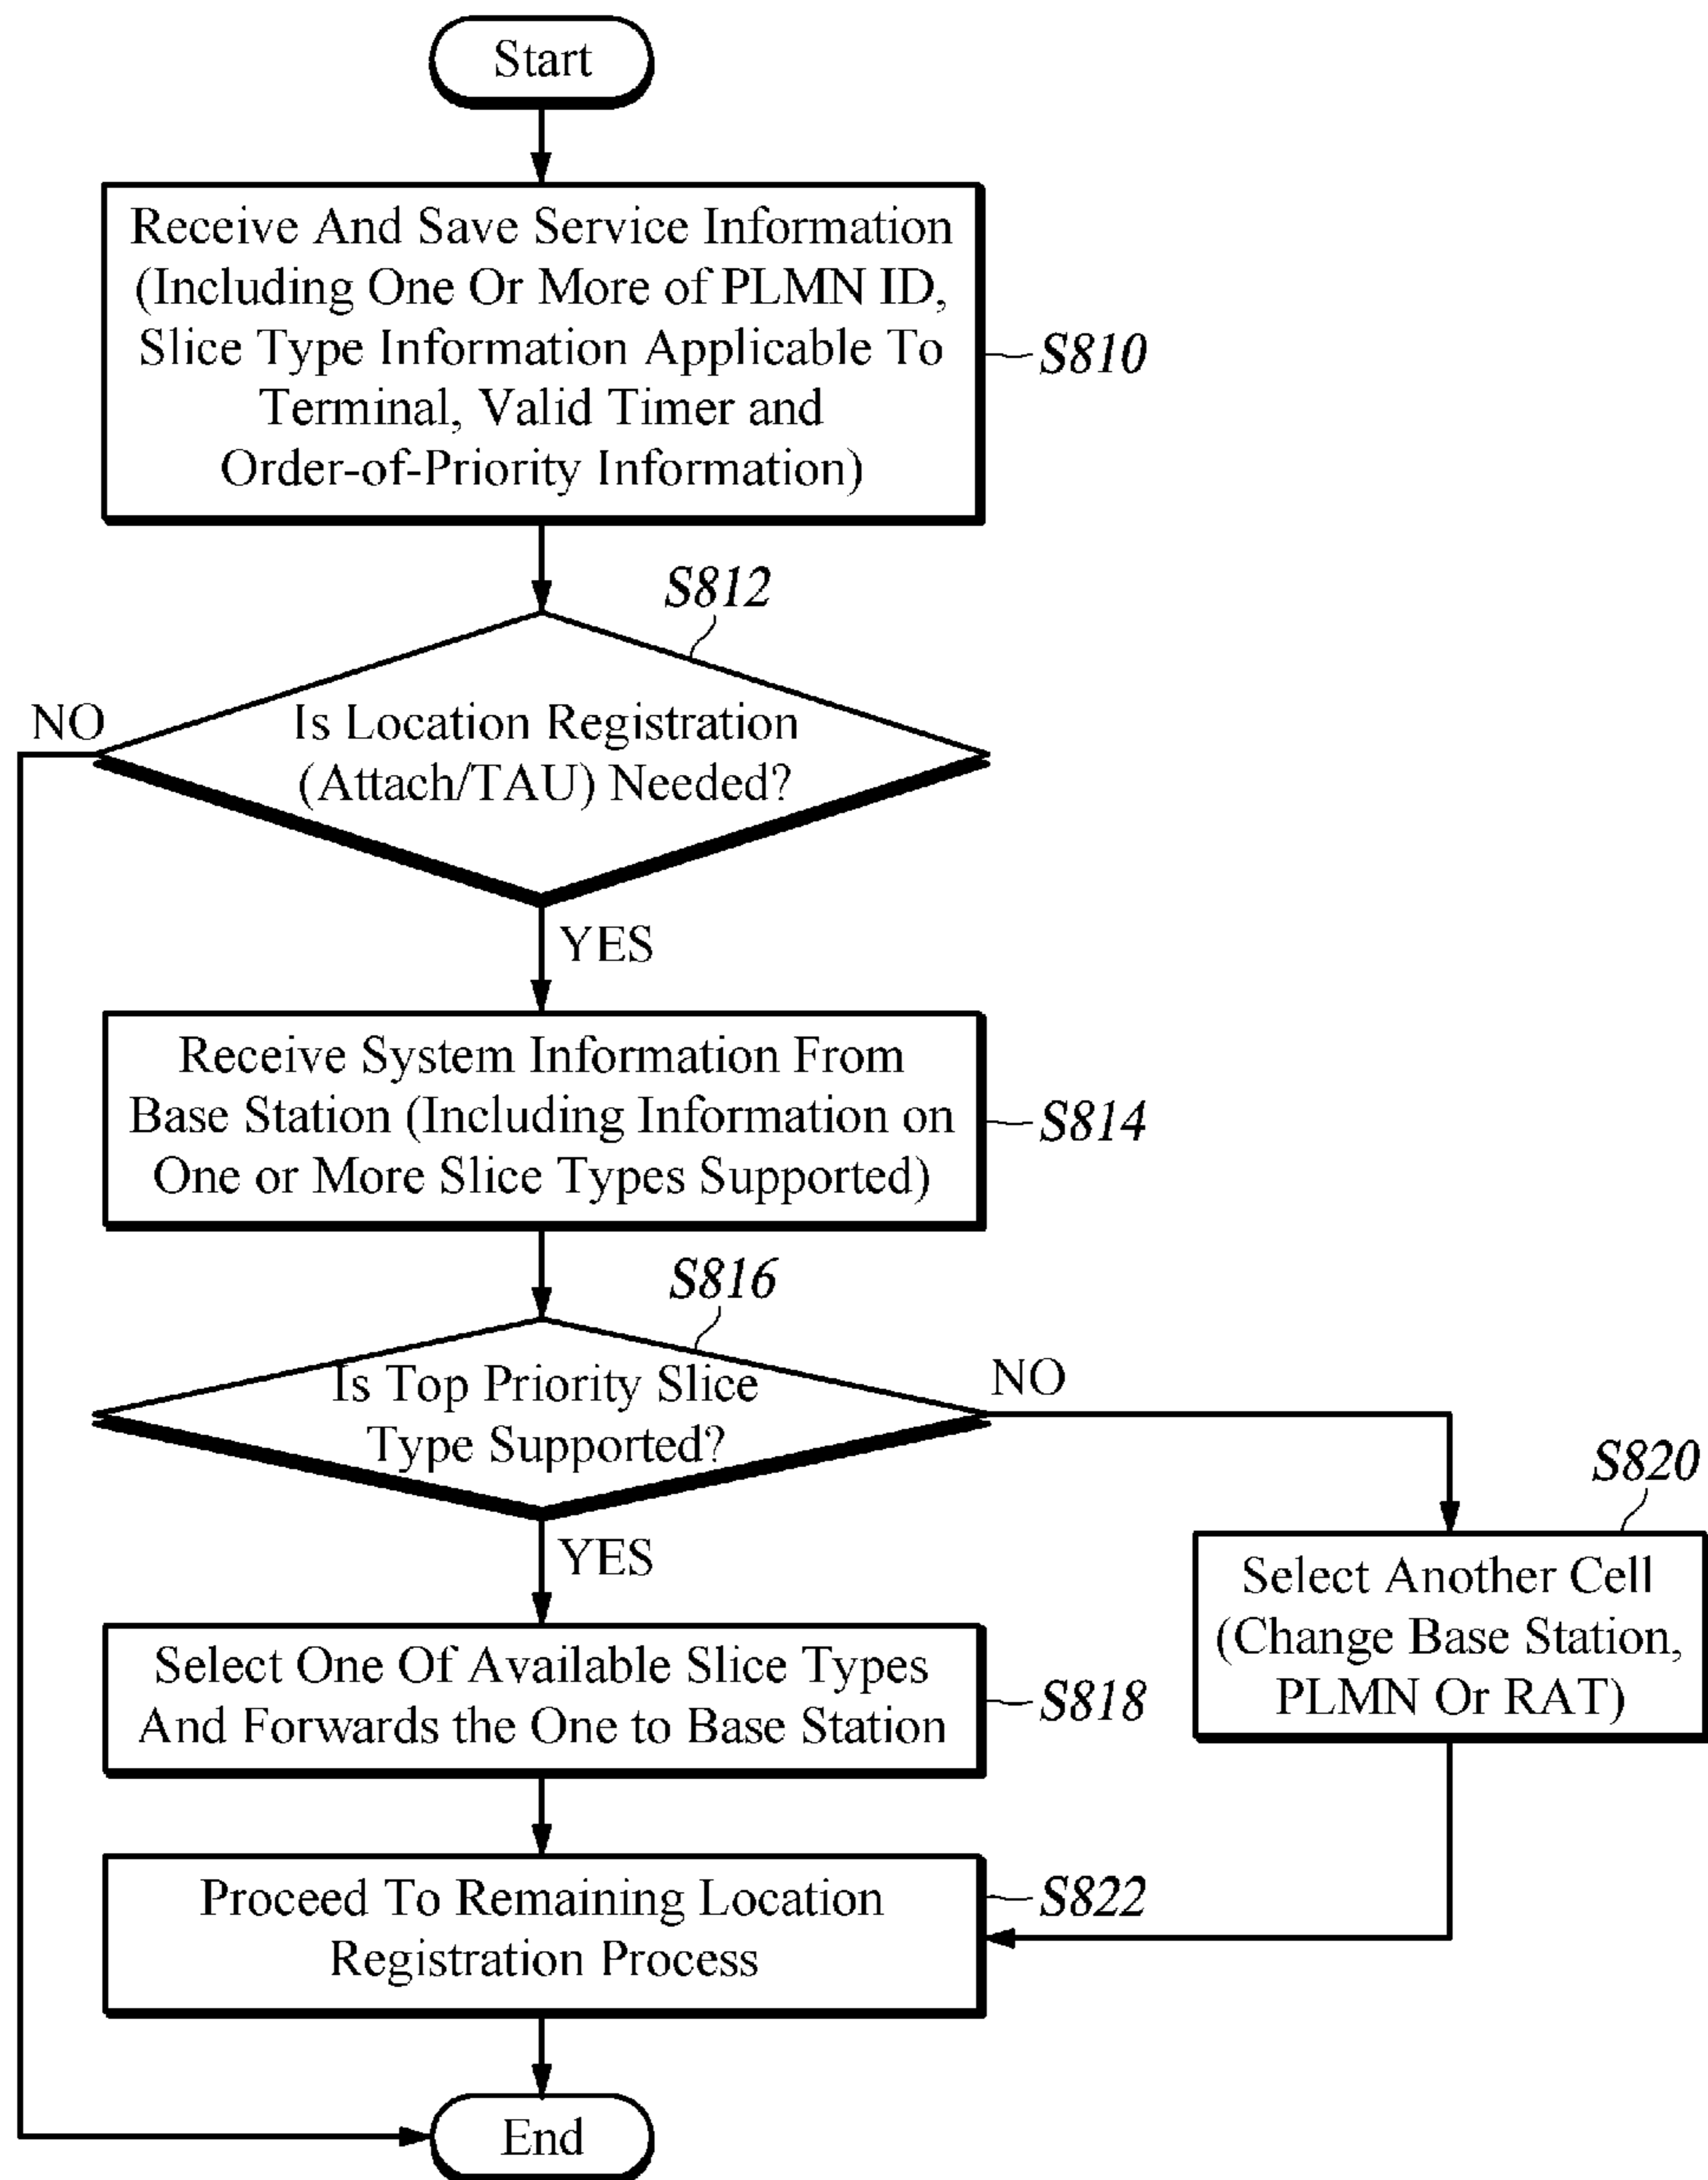 Start
Receive And Save Service Information
(Including One Or More of PLMN ID,
Slice Type Information Applicable To
Terminal, Valid Timer and
Order-of-Priority Information)
S810
S812
NO
Is Location Registration
(Attach/TAU) Needed?
YES
Receive System Information From
Base Station (Including Information on
One or More Slice Types Supported)
S814
S816
Is Top Priority Slice
Type Supported?
NO
YES
S820
Select Another Cell
(Change Base Station,
PLMN Or RAT)
Select One Of Available Slice Types
And Forwards the One to Base Station
S818
Proceed To Remaining Location
Registration Process
S822
End